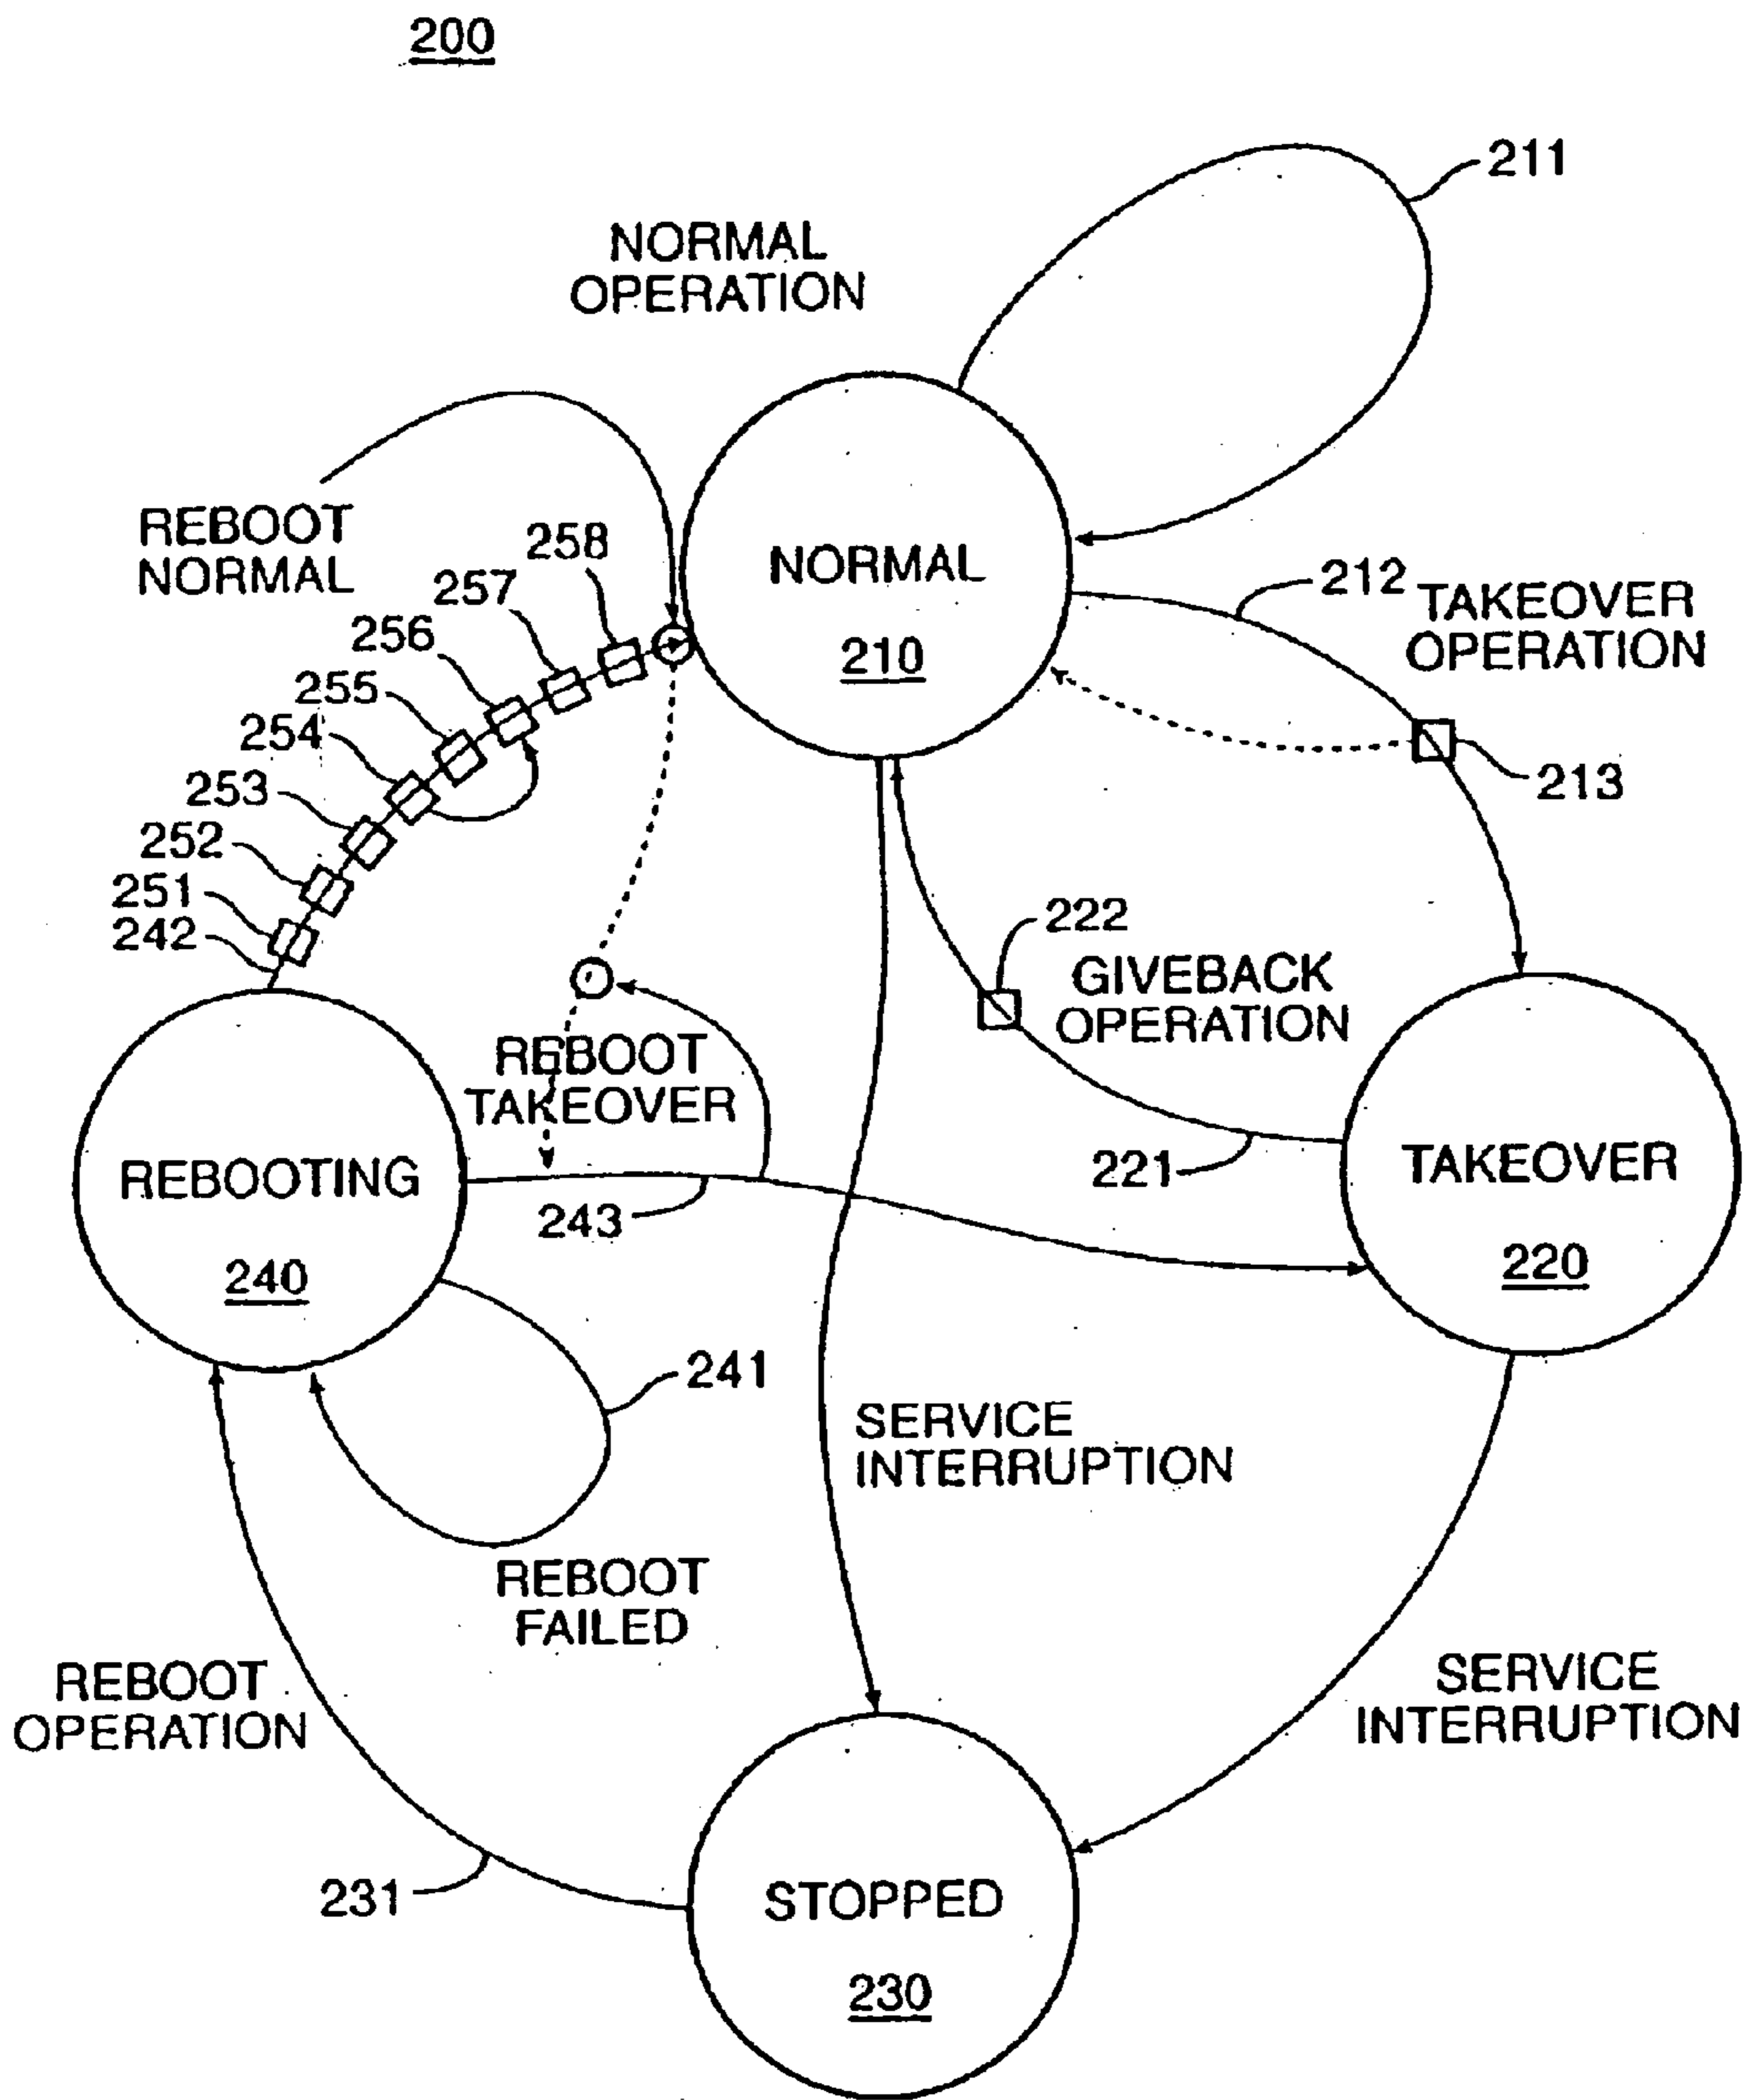 200
211
NORMAL
OPERATION
REBOOT
NORMAL
258
257
256
255
254
253
252
251
242
NORMAL
210
212
TAKEOVER
OPERATION
213
222
GIVEBACK
OPERATION
221
REBOOT
TAKEOVER
243
REBOOTING
240
TAKEOVER
220
241
REBOOT
FAILED
SERVICE
INTERRUPTION
SERVICE
INTERRUPTION
REBOOT
OPERATION
231
STOPPED
230